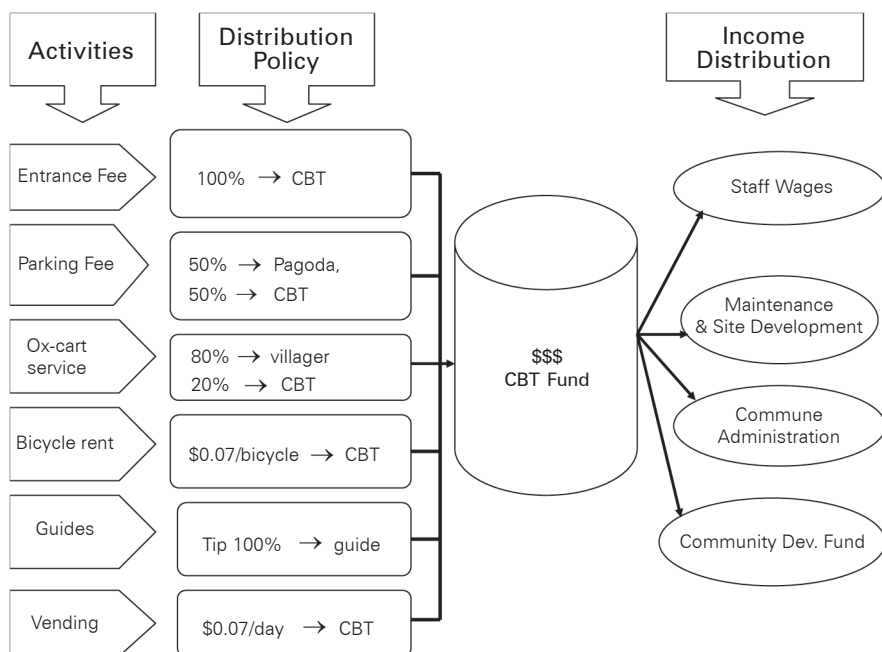 Activities
Distribution
Policy
Income
Distribution
Entrance Fee
100% → CBT
Parking Fee
50% → Pagoda,
50% → CBT
Ox-cart
service
80% → villager
20% → CBT
Bicycle rent
$0.07/bicycle → CBT
Guides
Tip 100% → guide
Vending
$0.07/day → CBT
$$$
CBT Fund
Staff Wages
Maintenance
& Site Development
Commune
Administration
Community Dev. Fund